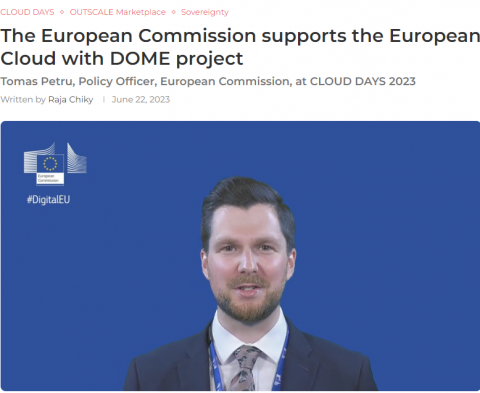 CLOUD DAYS ⋄ OUTSCALE Marketplace ⋄ Sovereignty
The European Commission supports the European
Cloud with DOME project
Tomas Petru, Policy Officer, European Commission, at CLOUD DAYS 2023
Written by Raja Chiky | June 22, 2023
European
Commission
#DigitalEU